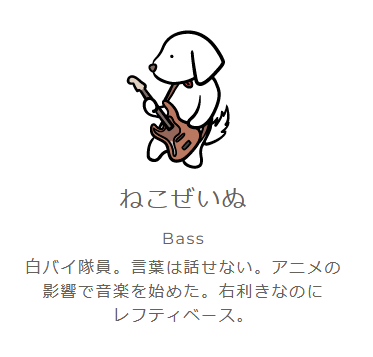 ねこぜいぬ
Bass
白バイ隊員。言葉は話せない。アニメの
影響で音楽を始めた。右利きなのに
レフティベース。